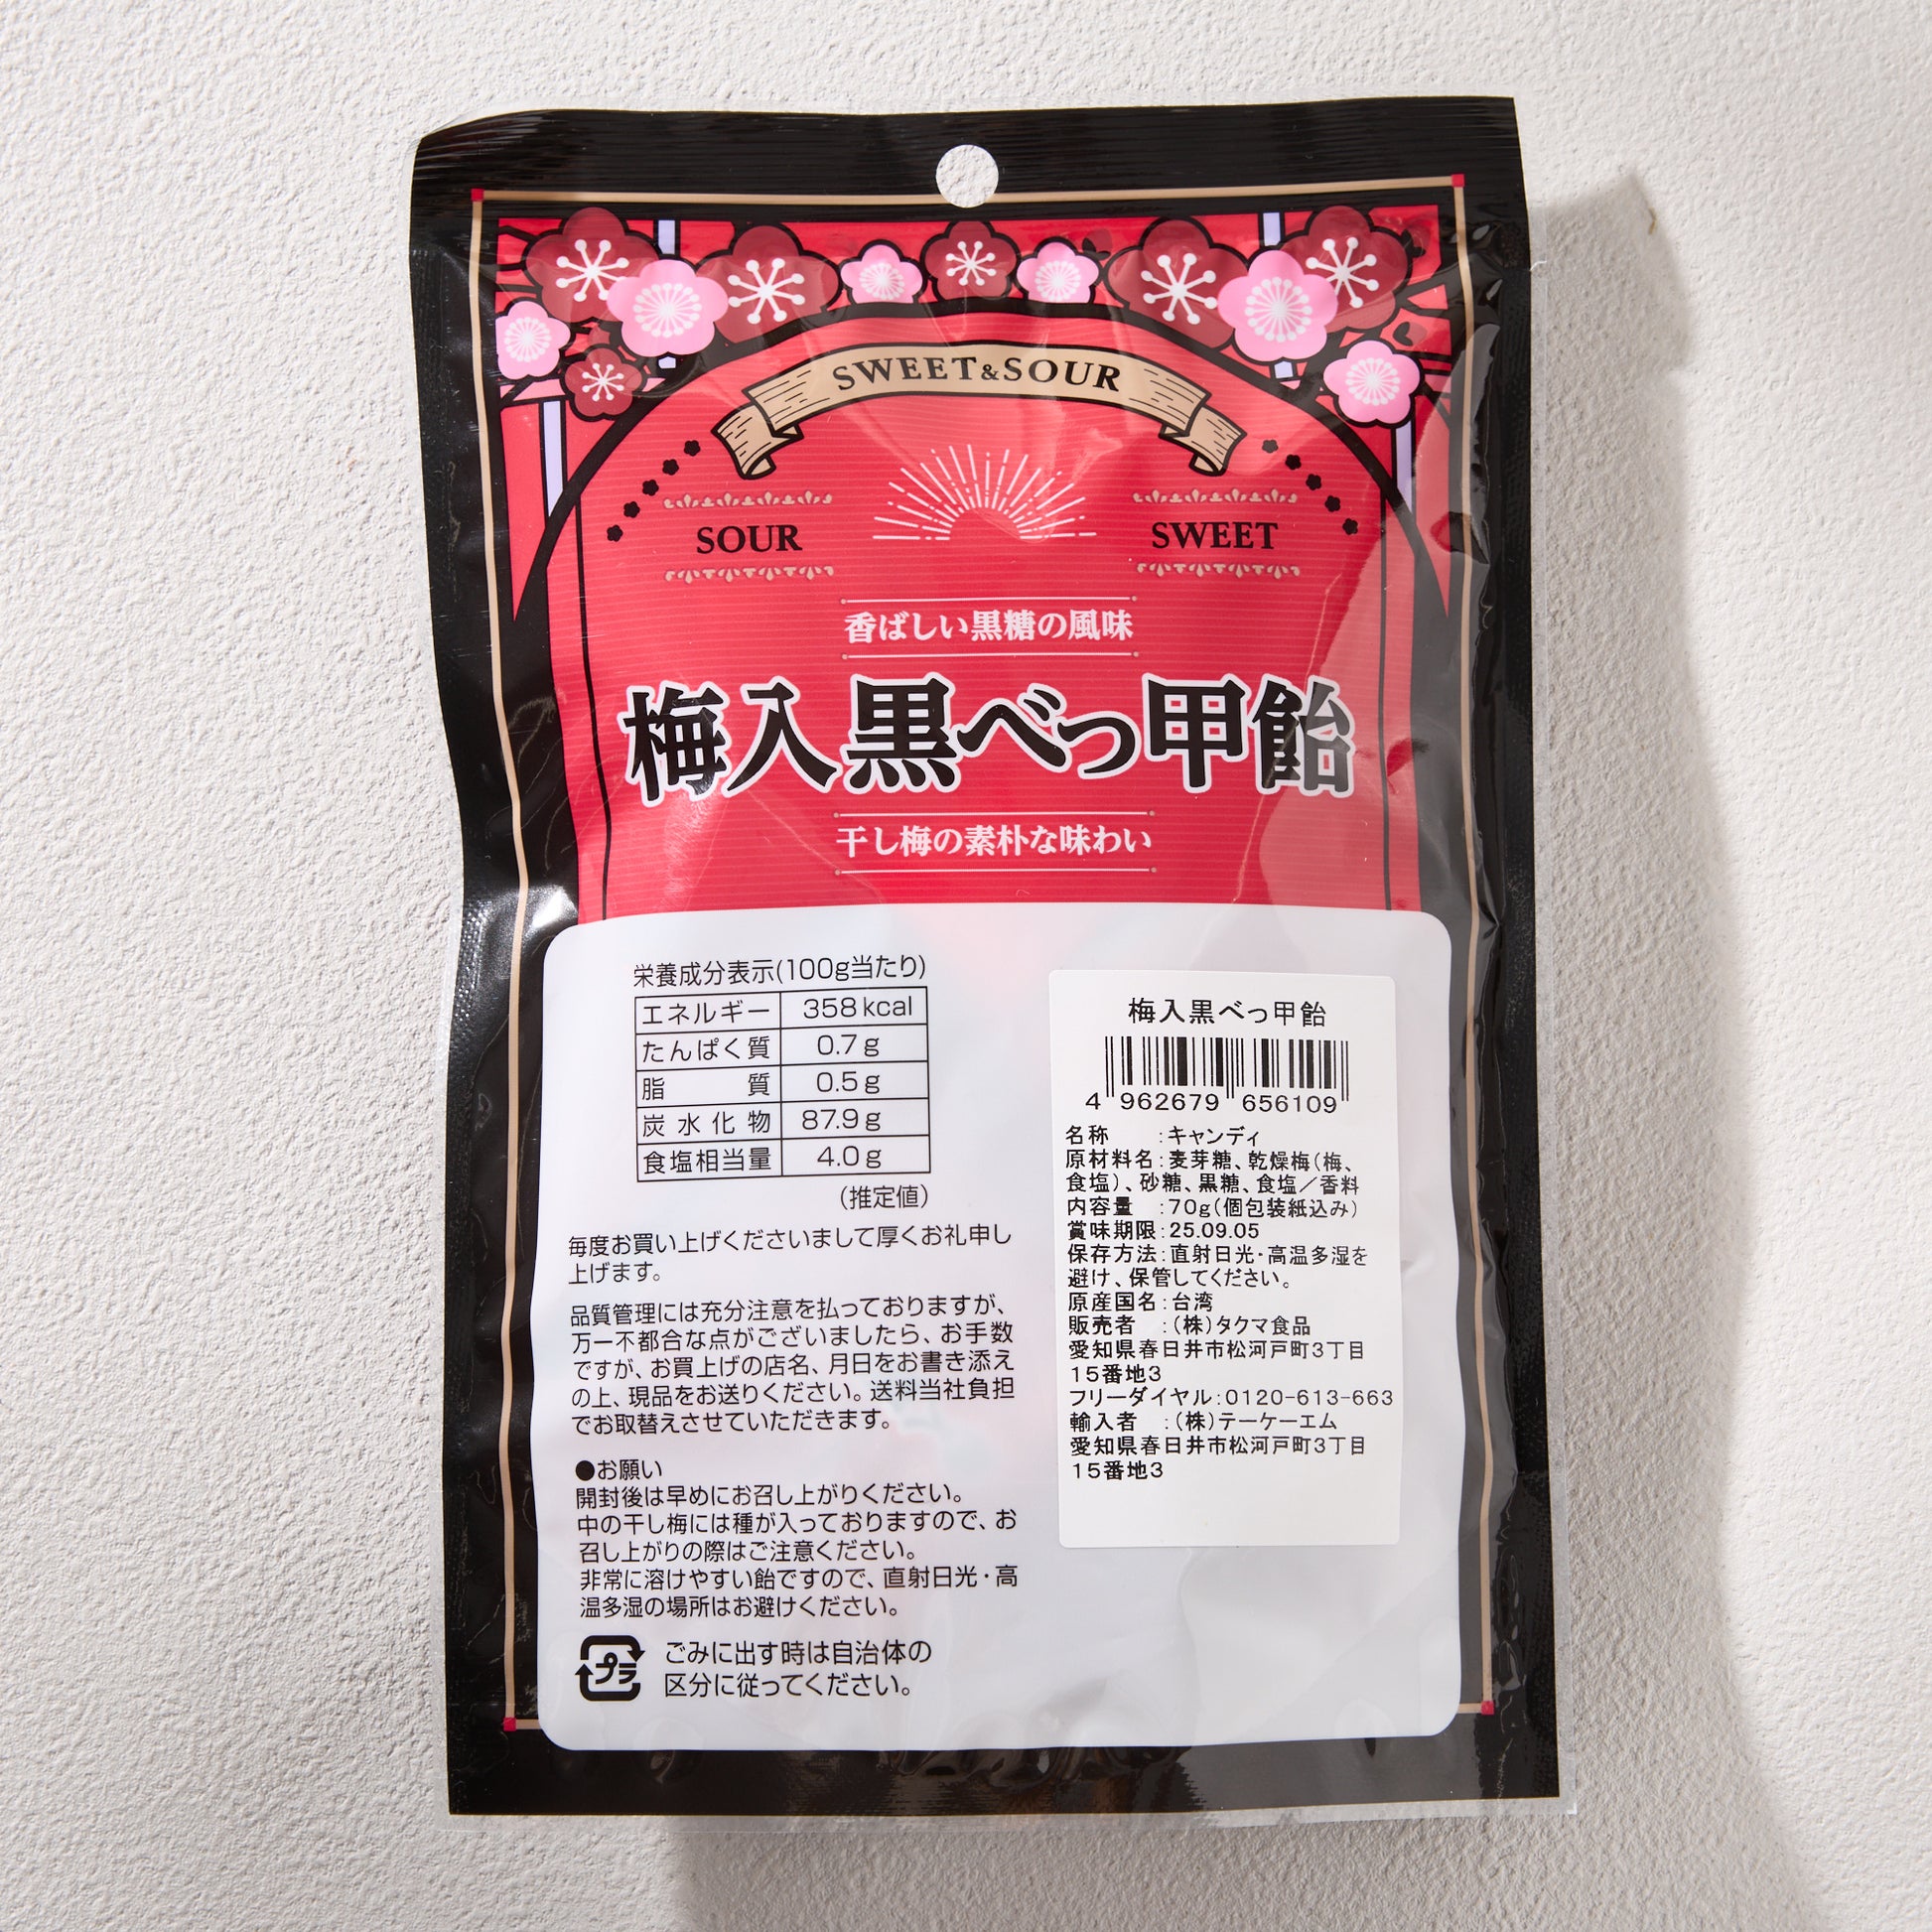 SWEET&SOUR
SOUR
SWEET
香ばしい黒糖の風味
梅入黒べっ甲飴
干し梅の素朴な味わい
栄養成分表示(100g当たり)
エネルギー 358kcal
たんぱく質 0.7g
脂質 0.5g
炭水化物 87.9g
食塩相当量 4.0g
(推定値)
毎度お買い上げくださいまして厚くお礼申し
上げます。
品質管理には充分注意を払っておりますが、
万一不都合な点がございましたら、お手数
ですが、お買上げの店名、月日をお書き添え
の上、現品をお送りください。送料当社負担
でお取替えさせていただきます。
●お願い
開封後は早めにお召し上がりください。
中の干し梅には種が入っておりますので、お
召し上がりの際はご注意ください。
非常に溶けやすい飴ですので、直射日光・高
温多湿の場所はお避けください。
プラ
ごみに出す時は自治体の
区分に従ってください。
梅入黒べっ甲飴
4 962679 656109
名称 :キャンディ
原材料名:麦芽糖、乾燥梅(梅、
食塩)、砂糖、黒糖、食塩／香料
内容量 :70g(個包装紙込み)
賞味期限:25.09.05
保存方法:直射日光・高温多湿を
避け、保管してください。
原産国名:台湾
販売者 :(株)タクマ食品
愛知県春日井市松河戸町3丁目
15番地3
フリーダイヤル:0120-613-663
輸入者 :(株)テーケーエム
愛知県春日井市松河戸町3丁目
15番地3